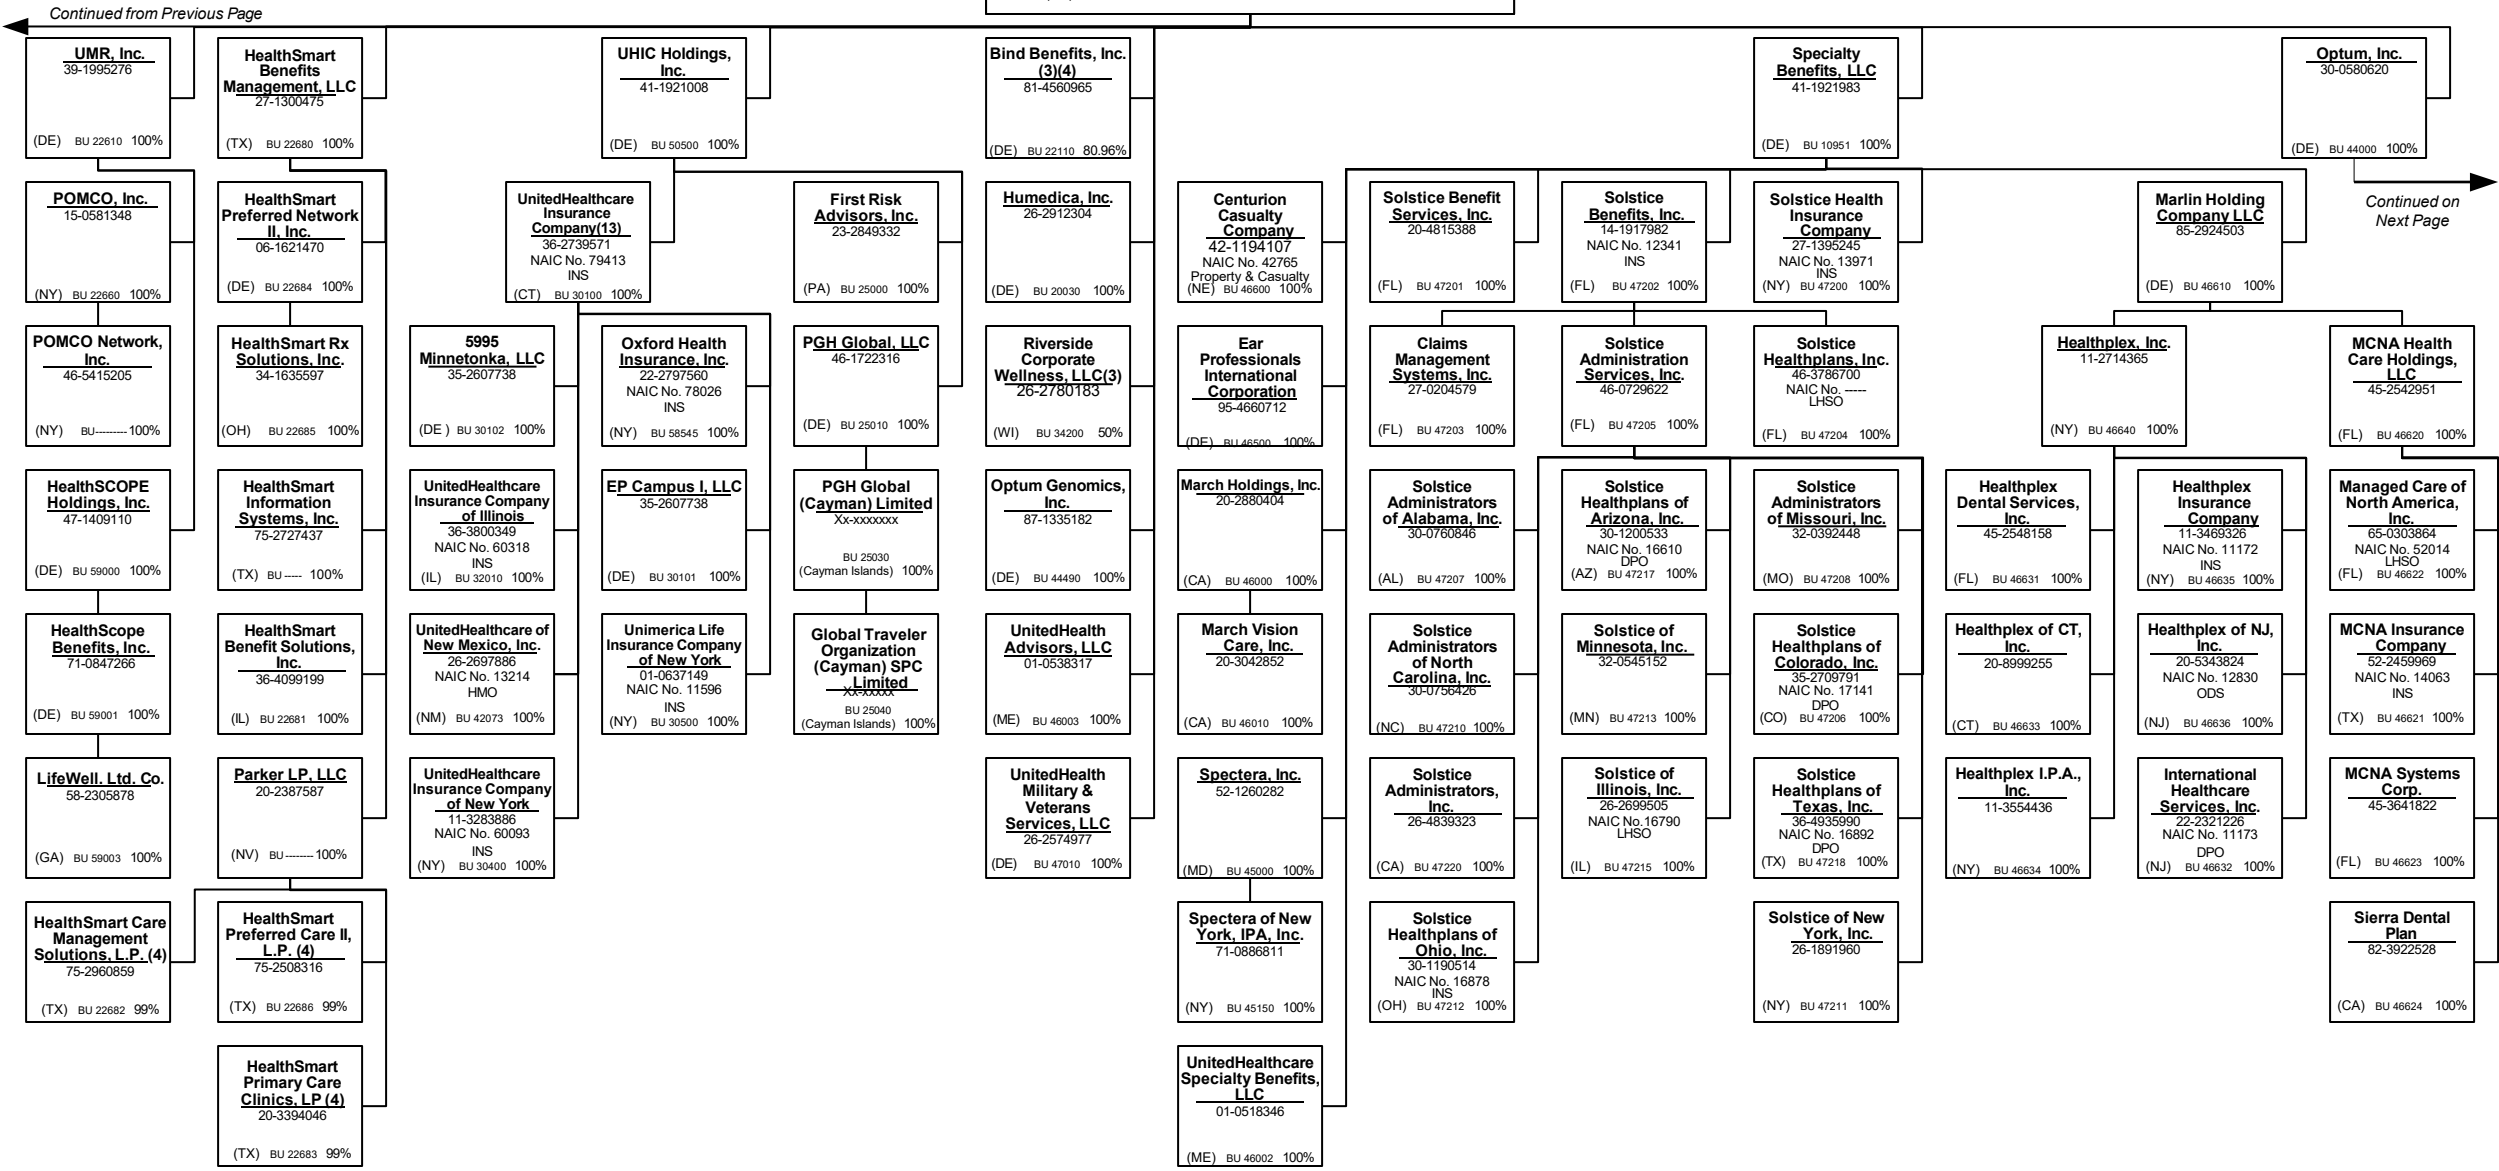 Continued from Previous Page
UMR, Inc.
39-1995276
(DE) BU 22610 100%
HealthSmart
Benefits
Management, LLC
27-1300475
(TX) BU 22680 100%
UHIC Holdings,
Inc.
41-1921008
(DE) BU 50500 100%
Bind Benefits, Inc.
(3)(4)
81-4560965
(DE) BU 22110 80.96%
Specialty
Benefits, LLC
41-1921983
(DE) BU 10951 100%
Optum, Inc.
30-0580620
(DE) BU 44000 100%
Continued on
Next Page
POMCO, Inc.
15-0581348
(NY) BU 22660 100%
HealthSmart
Preferred Network
II, Inc.
06-1621470
(DE) BU 22684 100%
UnitedHealthcare
Insurance
Company(13)
36-2739571
NAIC No. 79413
INS
(CT) BU 30100 100%
First Risk
Advisors, Inc.
23-2849332
(PA) BU 25000 100%
Humedica, Inc.
26-2912304
(DE) BU 20030 100%
Centurion
Casualty
Company
42-1194107
NAIC No. 42765
Property & Casualty
(NE) BU 46600 100%
Solstice Benefit
Services, Inc.
20-4815388
(FL) BU 47201 100%
Solstice
Benefits, Inc.
14-1917982
NAIC No. 12341
INS
(FL) BU 47202 100%
Solstice Health
Insurance
Company
27-1395245
NAIC No. 13971
INS
(NY) BU 47200 100%
Marlin Holding
Company LLC
85-2924503
(DE) BU 46610 100%
POMCO Network,
Inc.
46-5415205
(NY) BU--------- 100%
HealthSmart Rx
Solutions, Inc.
34-1635597
(OH) BU 22685 100%
5995
Minnetonka, LLC
35-2607738
(DE ) BU 30102 100%
Oxford Health
Insurance, Inc.
22-2797560
NAIC No. 78026
INS
(NY) BU 58545 100%
PGH Global, LLC
46-1722316
(DE) BU 25010 100%
Riverside
Corporate
Wellness, LLC(3)
26-2780183
(WI) BU 34200 50%
Ear
Professionals
International
Corporation
95-4660712
(DE) BU 46500 100%
Claims
Management
Systems, Inc.
27-0204579
(FL) BU 47203 100%
Solstice
Administration
Services, Inc.
46-0729622
(FL) BU 47205 100%
Solstice
Healthplans, Inc.
46-3786700
NAIC No. -----
LHSO
(FL) BU 47204 100%
Healthplex, Inc.
11-2714365
(NY) BU 46640 100%
MCNA Health
Care Holdings,
LLC
45-2542951
(FL) BU 46620 100%
HealthSCOPE
Holdings, Inc.
47-1409110
(DE) BU 59000 100%
HealthSmart
Information
Systems, Inc.
75-2727437
(TX) BU ----- 100%
UnitedHealthcare
Insurance Company
of Illinois
36-3800349
NAIC No. 60318
INS
(IL) BU 32010 100%
EP Campus I, LLC
35-2607738
(DE) BU 30101 100%
PGH Global
(Cayman) Limited
Xx-xxxxxxx
BU 25030
(Cayman Islands) 100%
Optum Genomics,
Inc.
87-1335182
(DE) BU 44490 100%
March Holdings, Inc.
20-2880404
(CA) BU 46000 100%
Solstice
Administrators
of Alabama, Inc.
30-0760846
(AL) BU 47207 100%
Solstice
Healthplans of
Arizona, Inc.
30-1200533
NAIC No. 16610
DPO
(AZ) BU 47217 100%
Solstice
Administrators
of Missouri, Inc.
32-0392448
(MO) BU 47208 100%
Healthplex
Dental Services,
Inc.
45-2548158
(FL) BU 46631 100%
Healthplex
Insurance
Company
11-3469326
NAIC No. 11172
INS
(NY) BU 46635 100%
Managed Care of
North America,
Inc.
65-0303864
NAIC No. 52014
LHSO
(FL) BU 46622 100%
HealthScope
Benefits, Inc.
71-0847266
(DE) BU 59001 100%
HealthSmart
Benefit Solutions,
Inc.
36-4099199
(IL) BU 22681 100%
UnitedHealthcare of
New Mexico, Inc.
26-2697886
NAIC No. 13214
HMO
(NM) BU 42073 100%
Unimerica Life
Insurance Company
of New York
01-0637149
NAIC No. 11596
INS
(NY) BU 30500 100%
Global Traveler
Organization
(Cayman) SPC
Limited
Xx-xxxxx
BU 25040
(Cayman Islands) 100%
UnitedHealth
Advisors, LLC
01-0538317
(ME) BU 46003 100%
March Vision
Care, Inc.
20-3042852
(CA) BU 46010 100%
Solstice
Administrators
of North
Carolina, Inc.
30-0756426
(NC) BU 47210 100%
Solstice of
Minnesota, Inc.
32-0545152
(MN) BU 47213 100%
Solstice
Healthplans of
Colorado, Inc.
35-2709791
NAIC No. 17141
DPO
(CO) BU 47206 100%
Healthplex of CT,
Inc.
20-8999255
(CT) BU 46633 100%
Healthplex of NJ,
Inc.
20-5343824
NAIC No. 12830
ODS
(NJ) BU 46636 100%
MCNA Insurance
Company
52-2459969
NAIC No. 14063
INS
(TX) BU 46621 100%
LifeWell. Ltd. Co.
58-2305878
(GA) BU 59003 100%
Parker LP, LLC
20-2387587
(NV) BU -------- 100%
UnitedHealthcare
Insurance Company
of New York
11-3283886
NAIC No. 60093
INS
(NY) BU 30400 100%
UnitedHealth
Military &
Veterans
Services, LLC
26-2574977
(DE) BU 47010 100%
Spectera, Inc.
52-1260282
(MD) BU 45000 100%
Solstice
Administrators,
Inc.
26-4839323
(CA) BU 47220 100%
Solstice of
Illinois, Inc.
26-2699505
NAIC No.16790
LHSO
(IL) BU 47215 100%
Solstice
Healthplans of
Texas, Inc.
36-4935990
NAIC No. 16892
DPO
(TX) BU 47218 100%
Healthplex I.P.A.,
Inc.
11-3554436
(NY) BU 46634 100%
International
Healthcare
Services, Inc.
22-2321226
NAIC No. 11173
DPO
(NJ) BU 46632 100%
MCNA Systems
Corp.
45-3641822
(FL) BU 46623 100%
HealthSmart Care
Management
Solutions, L.P. (4)
75-2960859
(TX) BU 22682 99%
HealthSmart
Preferred Care II,
L.P. (4)
75-2508316
(TX) BU 22686 99%
Spectera of New
York, IPA, Inc.
71-0886811
(NY) BU 45150 100%
Solstice
Healthplans of
Ohio, Inc.
30-1190514
NAIC No. 16878
INS
(OH) BU 47212 100%
Solstice of New
York, Inc.
26-1891960
(NY) BU 47211 100%
Sierra Dental
Plan
82-3922528
(CA) BU 46624 100%
HealthSmart
Primary Care
Clinics, LP (4)
20-3394046
(TX) BU 22683 99%
UnitedHealthcare
Specialty Benefits,
LLC
01-0518346
(ME) BU 46002 100%